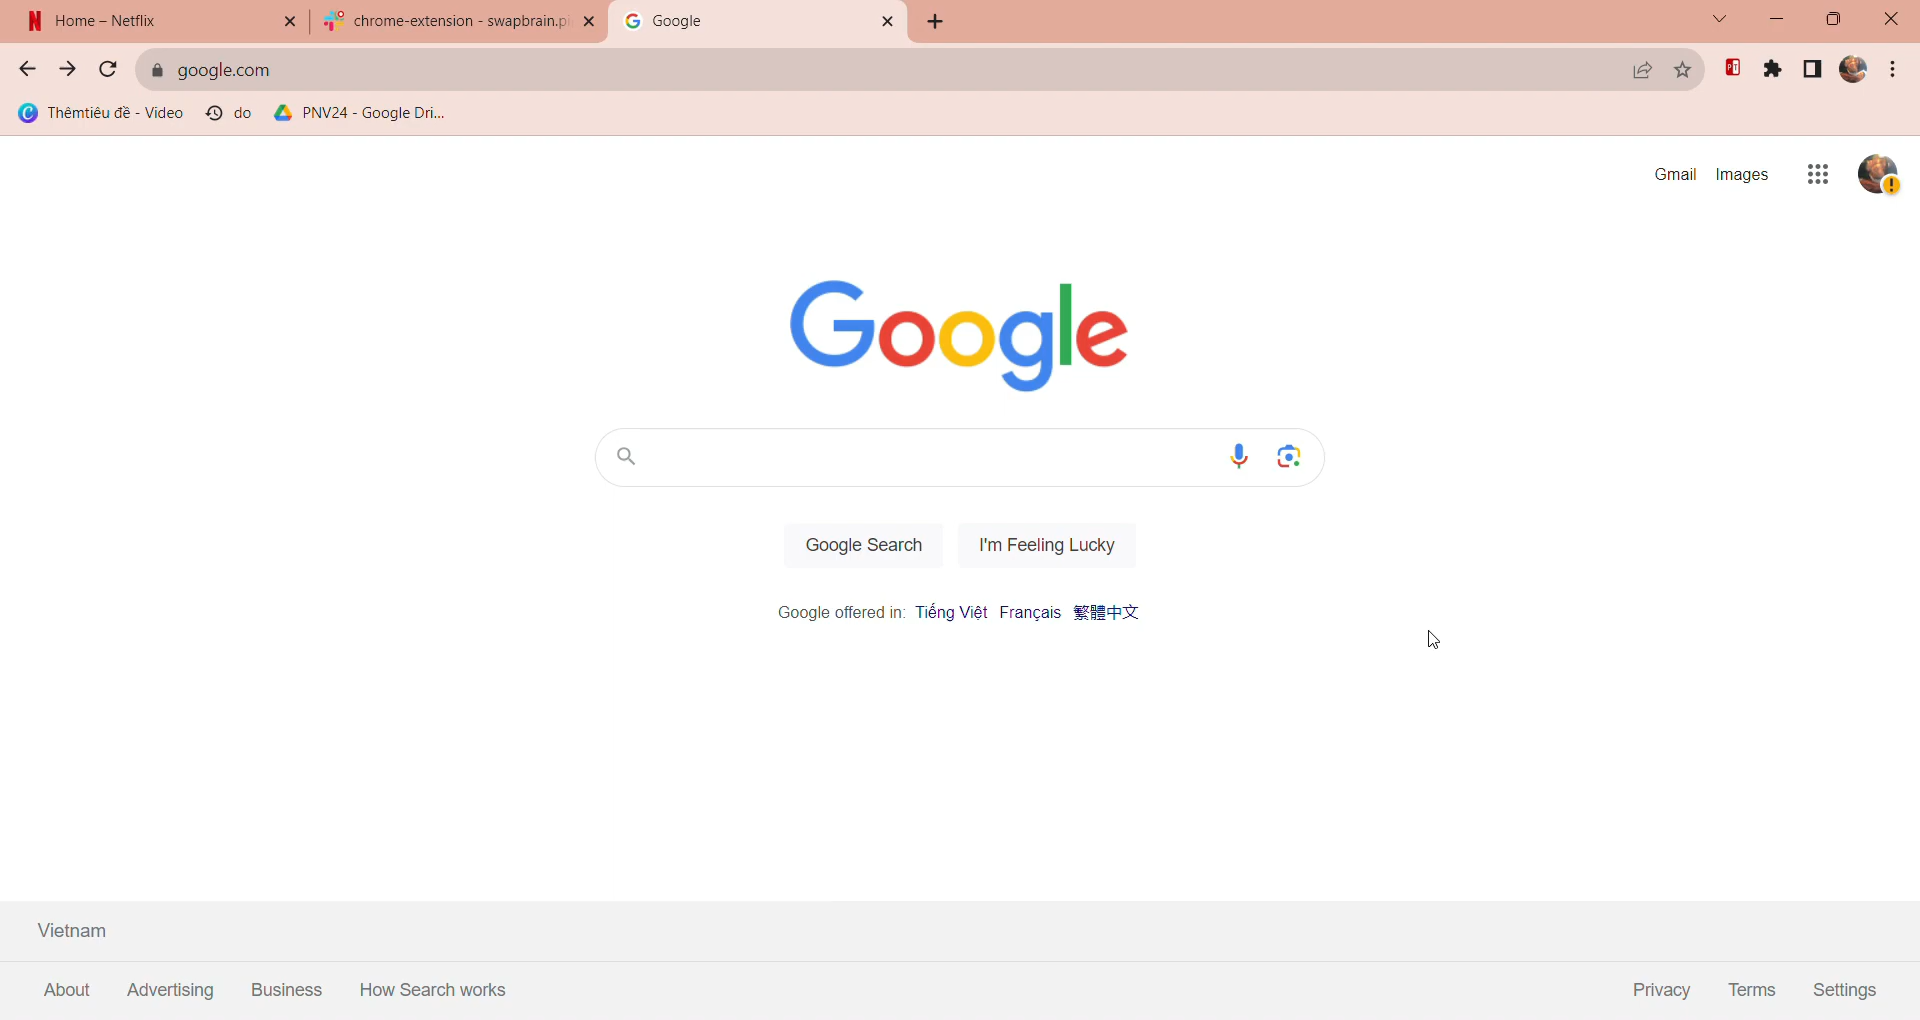 Home – Netflix
chrome-extension - swapbrain.pi
Google
google.com
Thêmtiêu đề - Video
do
PNV24 - Google Dri...
Gmail Images
Google
Google Search
I'm Feeling Lucky
Google offered in: Tiếng Việt Français 繁體中文
Vietnam
About Advertising Business How Search works
Privacy Terms Settings